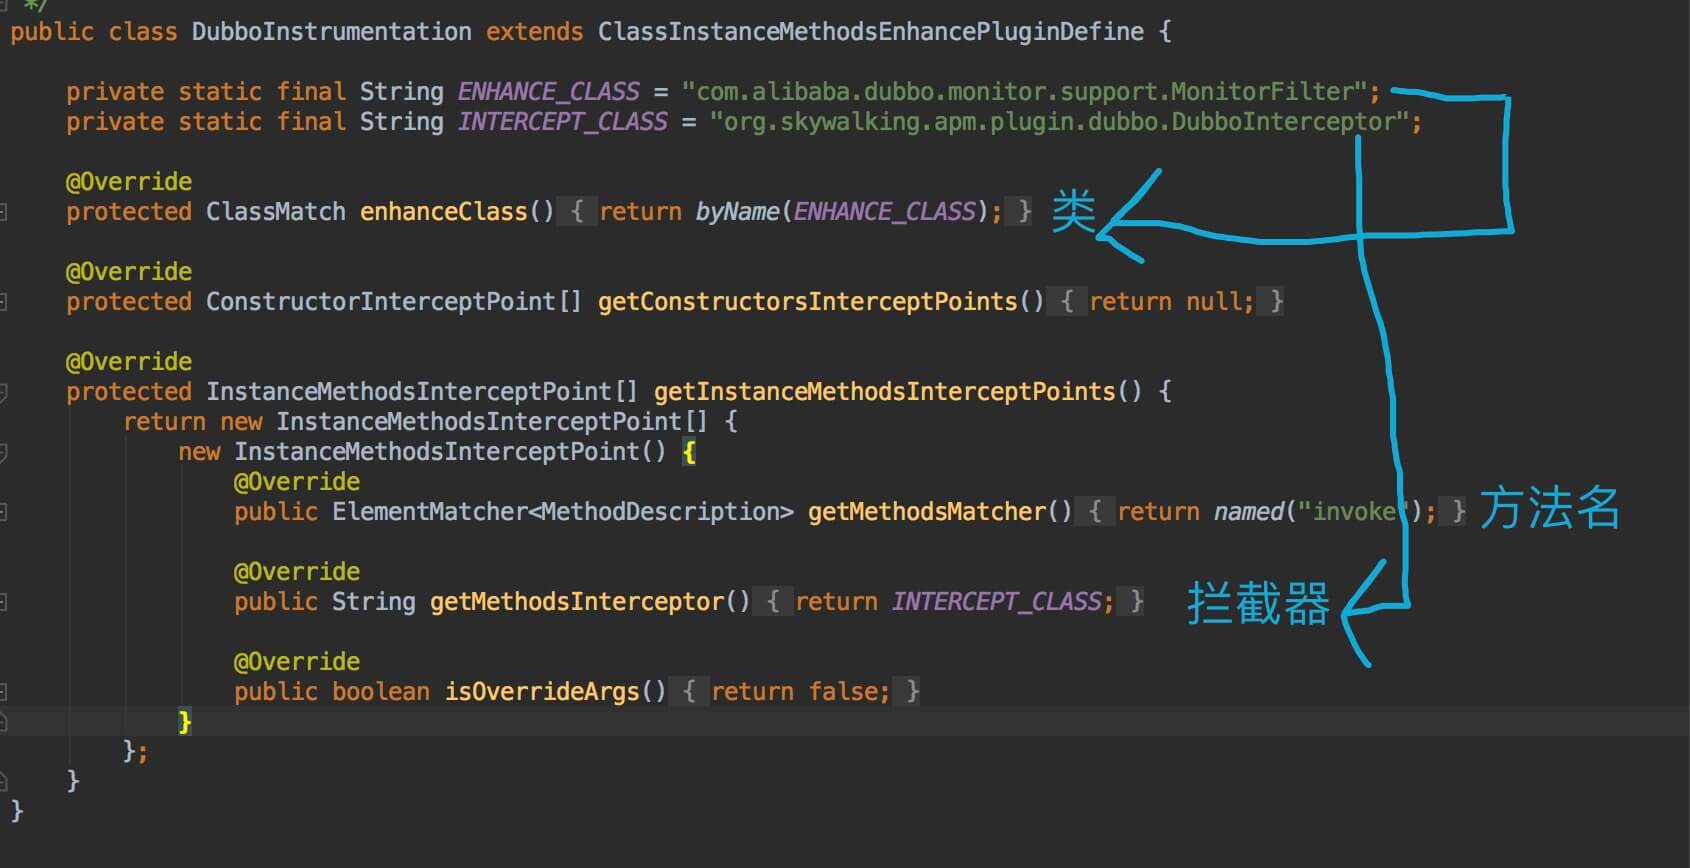 */
public class DubboInstrumentation extends ClassInstanceMethodsEnhancePluginDefine {
private static final String ENHANCE_CLASS = "com.alibaba.dubbo.monitor.support.MonitorFilter";
private static final String INTERCEPT_CLASS = "org.skywalking.apm.plugin.dubbo.DubboInterceptor";
@Override
protected ClassMatch enhanceClass() { return byName(ENHANCE_CLASS); } 类
@Override
protected ConstructorInterceptPoint[] getConstructorsInterceptPoints() { return null; }
@Override
protected InstanceMethodsInterceptPoint[] getInstanceMethodsInterceptPoints() {
return new InstanceMethodsInterceptPoint[] {
new InstanceMethodsInterceptPoint() {
@Override
public ElementMatcher<MethodDescription> getMethodsMatcher() { return named("invoke"); } 方法名
@Override
public String getMethodsInterceptor() { return INTERCEPT_CLASS; } 拦截器
@Override
public boolean isOverrideArgs() { return false; }
}
};
}
}